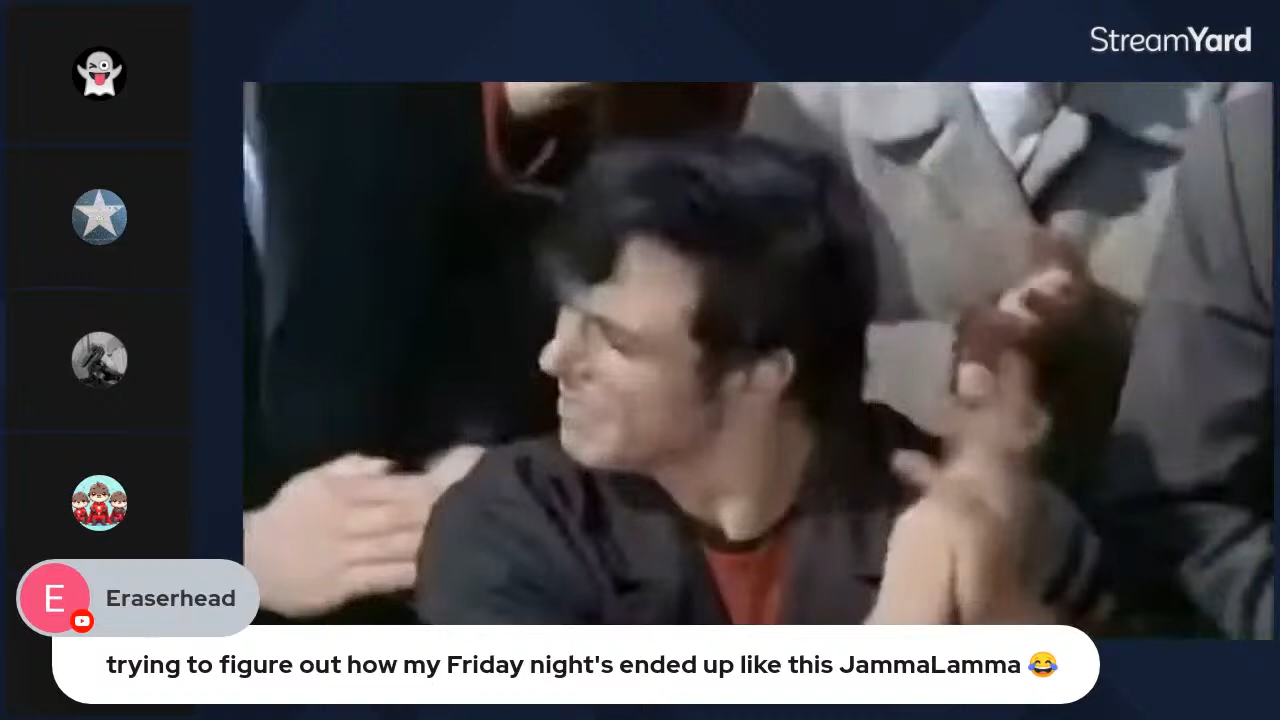 StreamYard
E Eraserhead
trying to figure out how my Friday night's ended up like this JammaLamma 😂